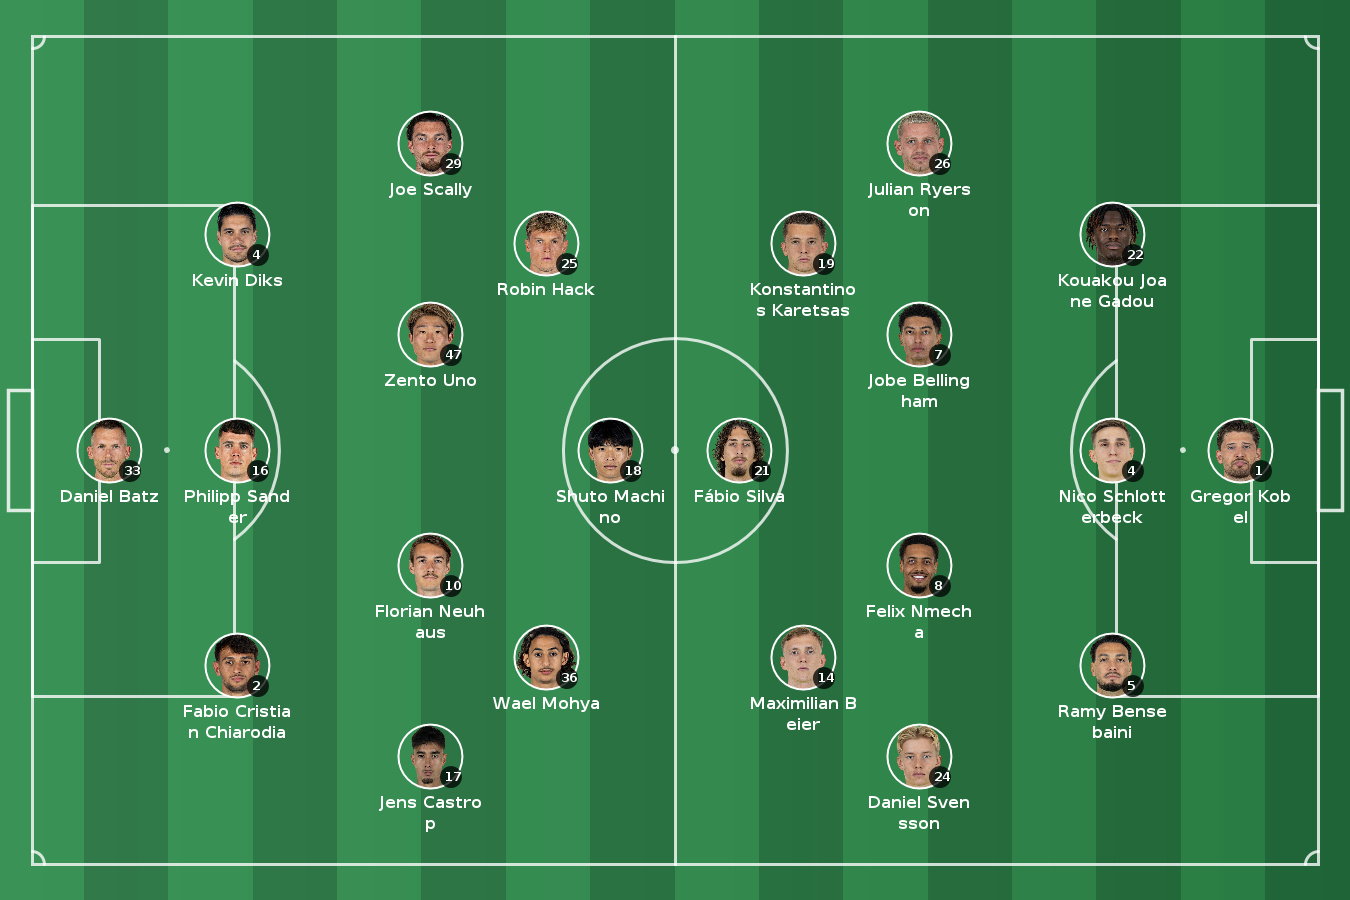 29
Joe Scally
26
Julian Ryers
on
4
Kevin Diks
22
Kouakou Joa
ne Gadou
25
Robin Hack
19
Konstantino
s Karetsas
47
Zento Uno
7
Jobe Belling
ham
33
Daniel Batz
16
Philipp Sand
er
18
Shuto Machi
no
21
Fábio Silva
4
Nico Schlott
erbeck
1
Gregor Kob
el
10
Florian Neuh
aus
8
Felix Nmech
a
2
Fabio Cristia
n Chiarodia
36
Wael Mohya
14
Maximilian B
eier
5
Ramy Bense
baini
17
Jens Castro
p
24
Daniel Sven
sson